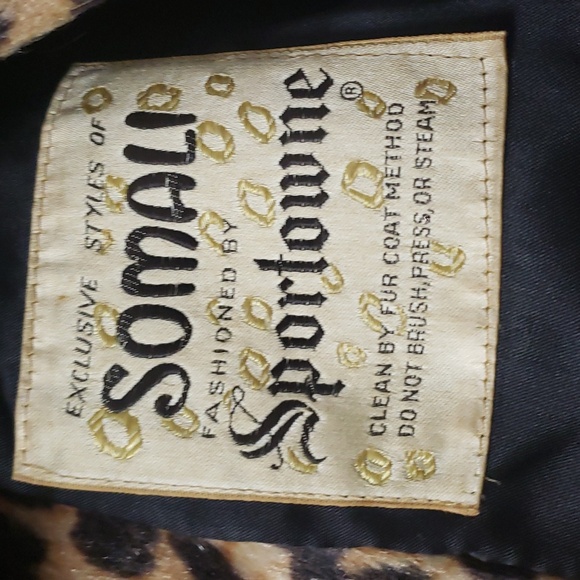 EXCLUSIVE STYLES OF
SOMALI
FASHIONED BY
Sportowne ®
CLEAN BY FUR COAT METHOD
DO NOT BRUSH, PRESS, OR STEAM